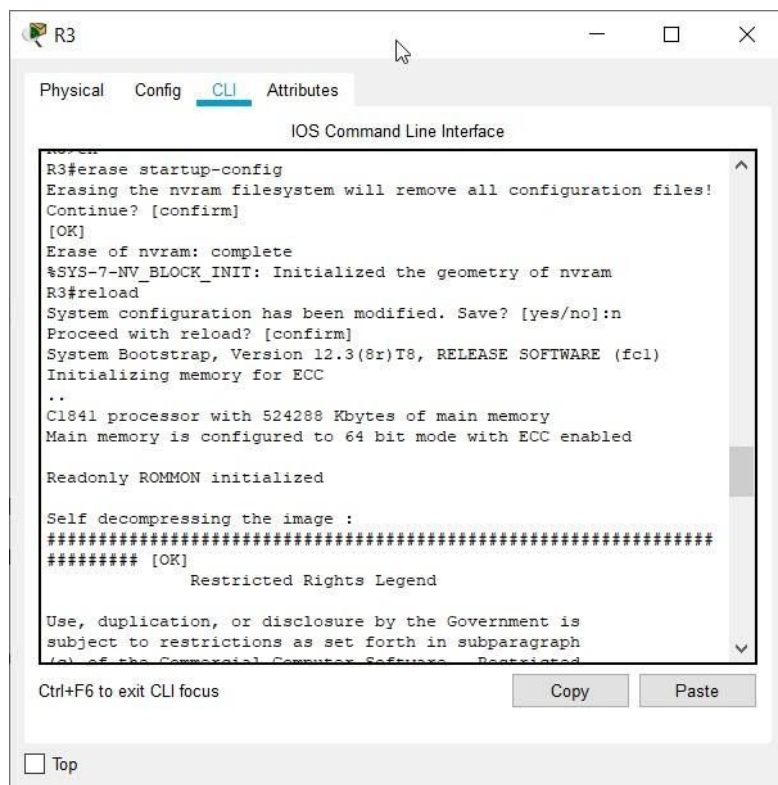 R3
Physical Config CLI Attributes
IOS Command Line Interface
R3#erase startup-config
Erasing the nvram filesystem will remove all configuration files!
Continue? [confirm]
[OK]
Erase of nvram: complete
%SYS-7-NV_BLOCK_INIT: Initialized the geometry of nvram
R3#reload
System configuration has been modified. Save? [yes/no]:n
Proceed with reload? [confirm]
System Bootstrap, Version 12.3(8r)T8, RELEASE SOFTWARE (fc1)
Initializing memory for ECC
..
C1841 processor with 524288 Kbytes of main memory
Main memory is configured to 64 bit mode with ECC enabled
Readonly ROMMON initialized
Self decompressing the image :
#################################################################
######### [OK]
Restricted Rights Legend
Use, duplication, or disclosure by the Government is
subject to restrictions as set forth in subparagraph
of the Commercial Computer Software Restricted
Ctrl+F6 to exit CLI focus
Copy Paste
Top